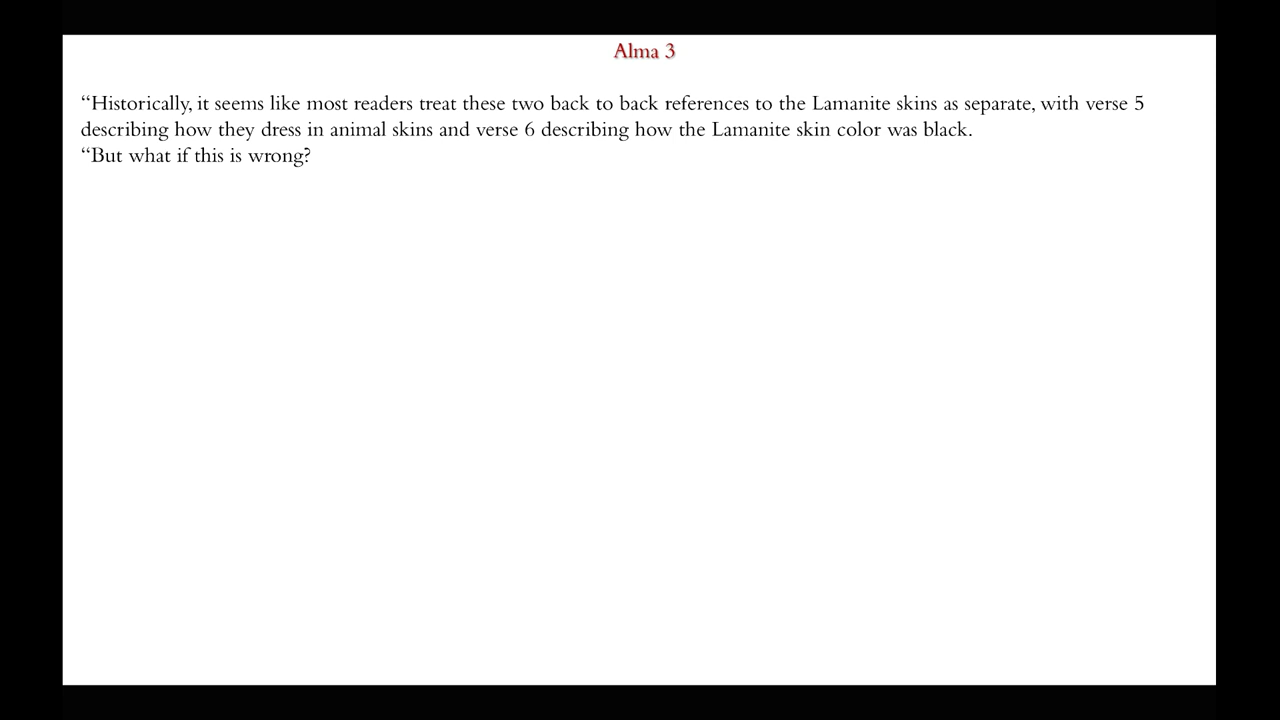 Alma 3
“Historically, it seems like most readers treat these two back to back references to the Lamanite skins as separate, with verse 5
describing how they dress in animal skins and verse 6 describing how the Lamanite skin color was black.
“But what if this is wrong?